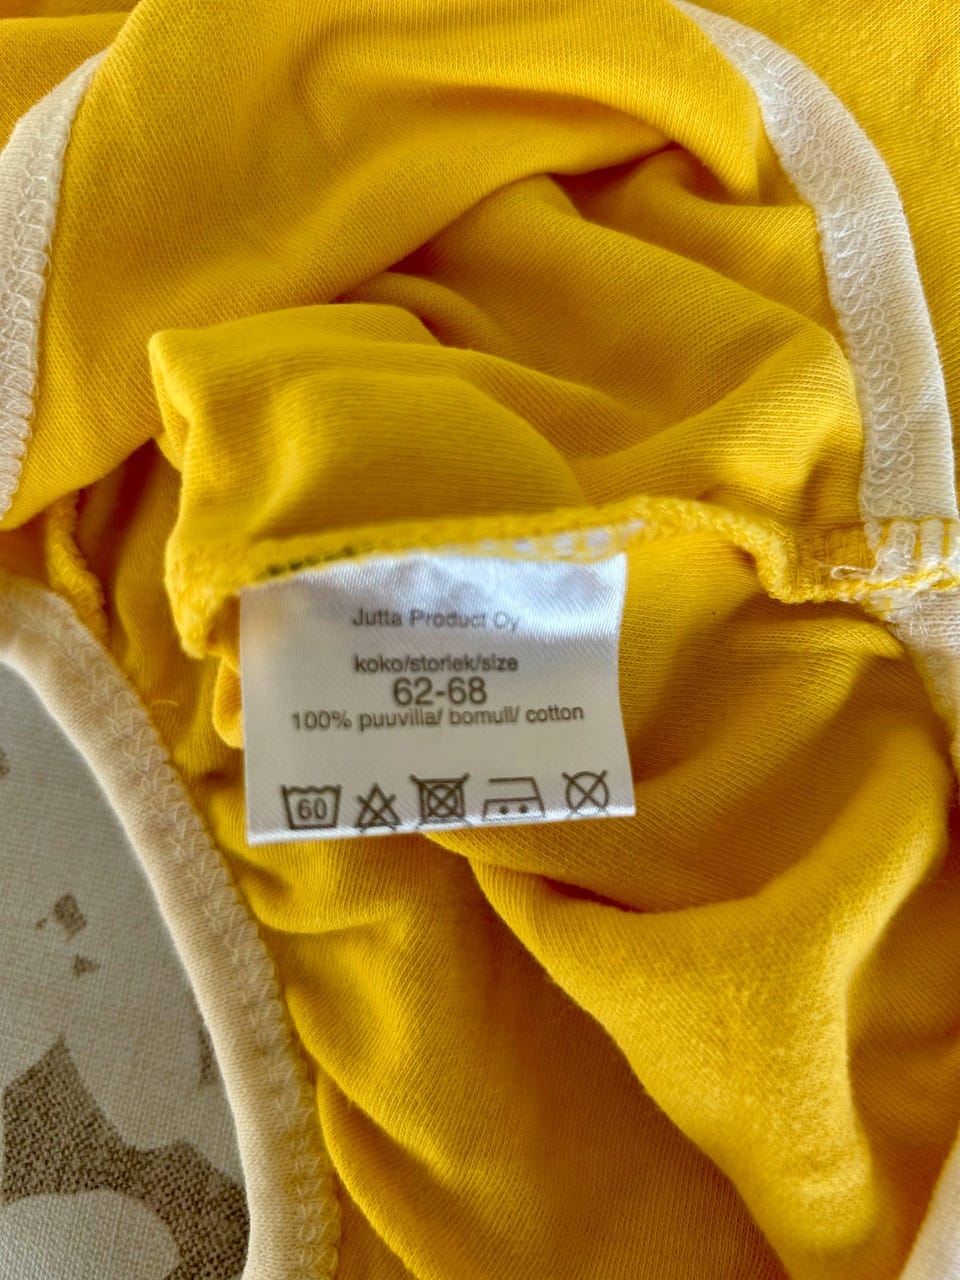 Jutta Product Oy
koko/storlek/size
62-68
100% puuvilla/ bomull/ cotton
60